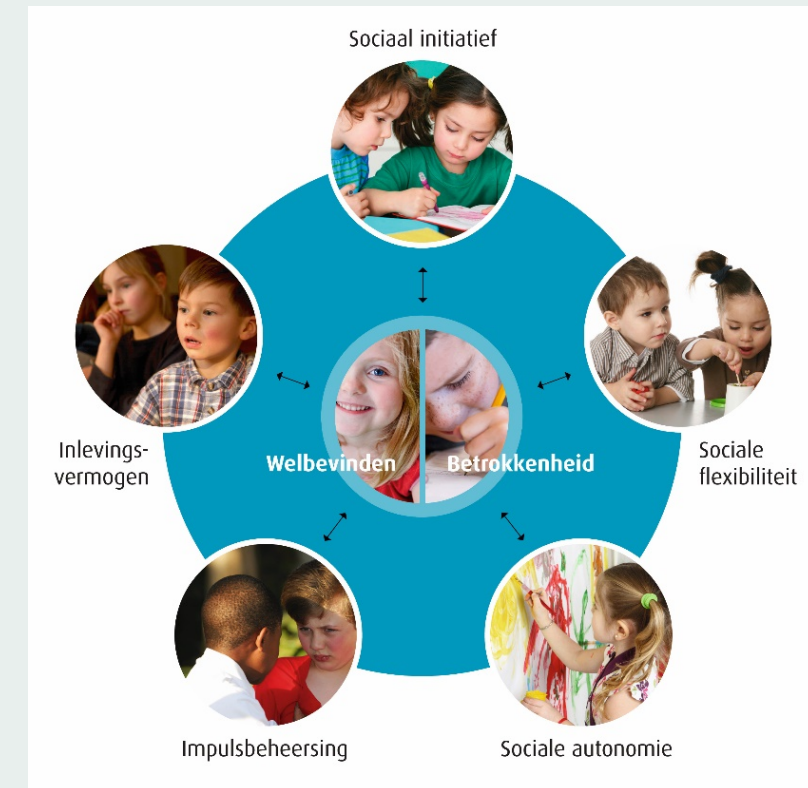 Sociaal initiatief
Inlevings-
vermogen
Welbevinden
Betrokkenheid
Sociale
flexibiliteit
Impulsbeheersing
Sociale autonomie